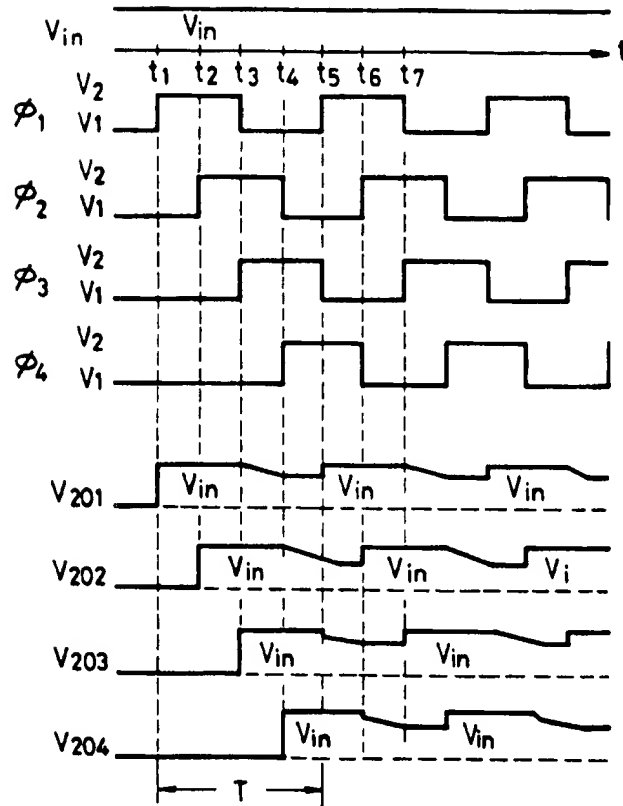 Vin Vin t
t1 t2 t3 t4 t5 t6 t7
V2
ϕ1 V1
V2
ϕ2 V1
V2
ϕ3 V1
V2
ϕ4 V1
Vin Vin Vin
V201
Vin Vin Vi
V202
Vin Vin
V203
Vin Vin
V204
T